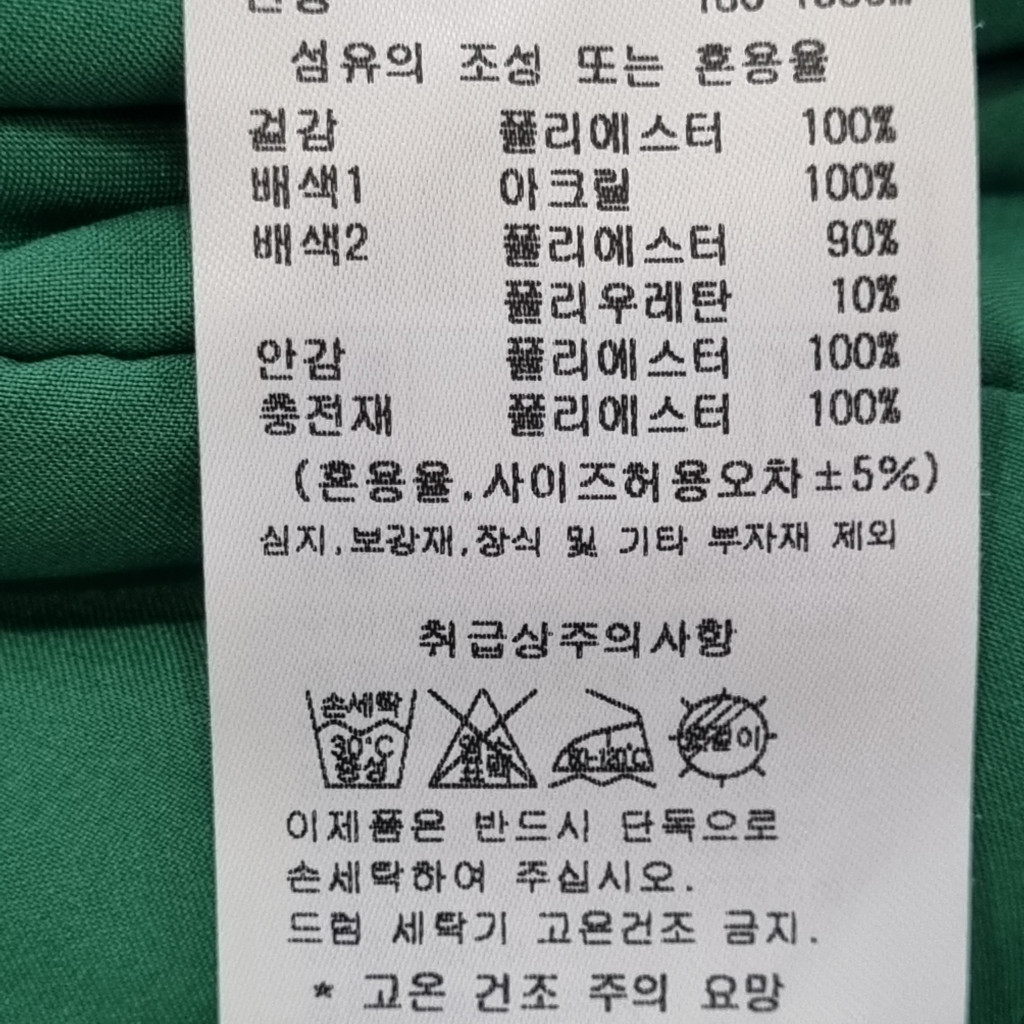 섬유의 조성 또는 혼용율
겉감 폴리에스터 100%
배색1 아크릴 100%
배색2 폴리에스터 90%
폴리우레탄 10%
안감 폴리에스터 100%
충전재 폴리에스터 100%
(혼용율.사이즈허용오차±5%)
심지.보강재.장식 및 기타 부자재 제외
취급상주의사항
손세탁
30℃
중성
이제품은 반드시 단독으로
손세탁하여 주십시오.
드럼 세탁기 고온건조 금지.
* 고온 건조 주의 요망